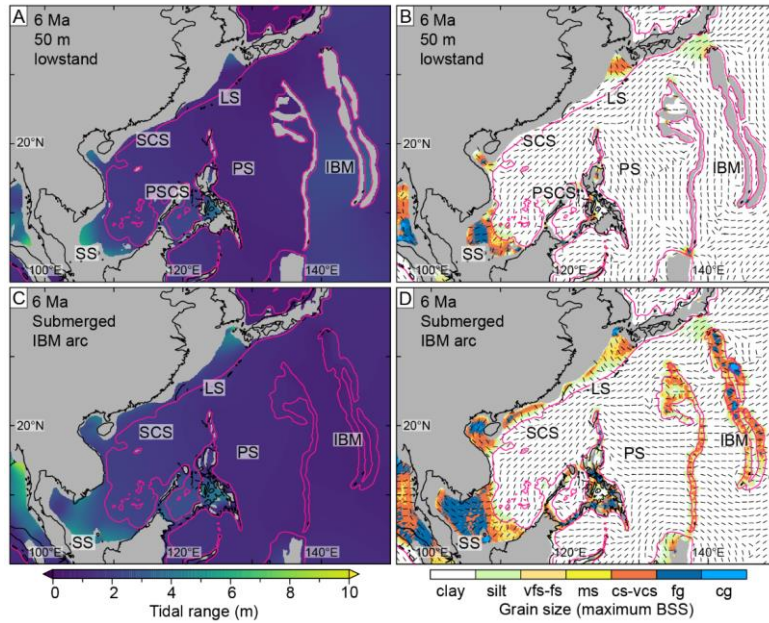 A
6 Ma
50 m
lowstand
LS
SCS
20°N
PS
PSCS
IBM
SS
100°E
120°E
140°E
B
6 Ma
50 m
lowstand
LS
SCS
20°N
PS
PSCS
IBM
SS
100°E
120°E
140°E
C
6 Ma
Submerged
IBM arc
LS
20°N
SCS
PS
IBM
SS
100°E
120°E
140°E
D
6 Ma
Submerged
IBM arc
LS
20°N
SCS
PS
IBM
SS
100°E
120°E
140°E
0 2 4 6 8 10
Tidal range (m)
clay silt vfs-fs ms cs-vcs fg cg
Grain size (maximum BSS)